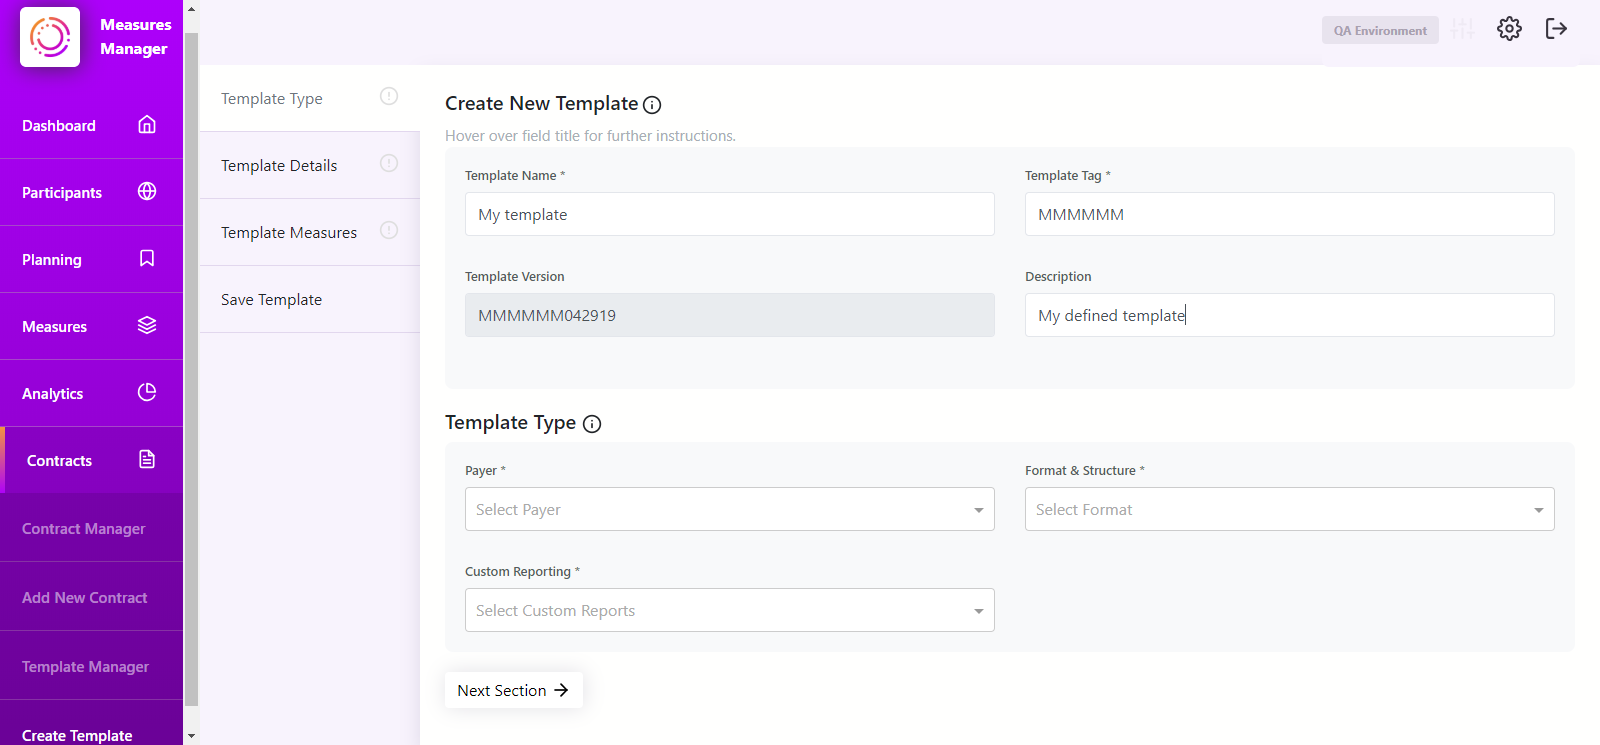 Measures
Manager
QA Environment
Dashboard
Participants
Planning
Measures
Analytics
Contracts
Contract Manager
Add New Contract
Template Manager
Create Template
Template Type
Template Details
Template Measures
Save Template
Create New Template
Hover over field title for further instructions.
Template Name *
Template Tag *
My template
MMMMMM
Template Version
Description
MMMMMM042919
My defined template
Template Type
Payer *
Format & Structure *
Select Payer
Select Format
Custom Reporting *
Select Custom Reports
Next Section